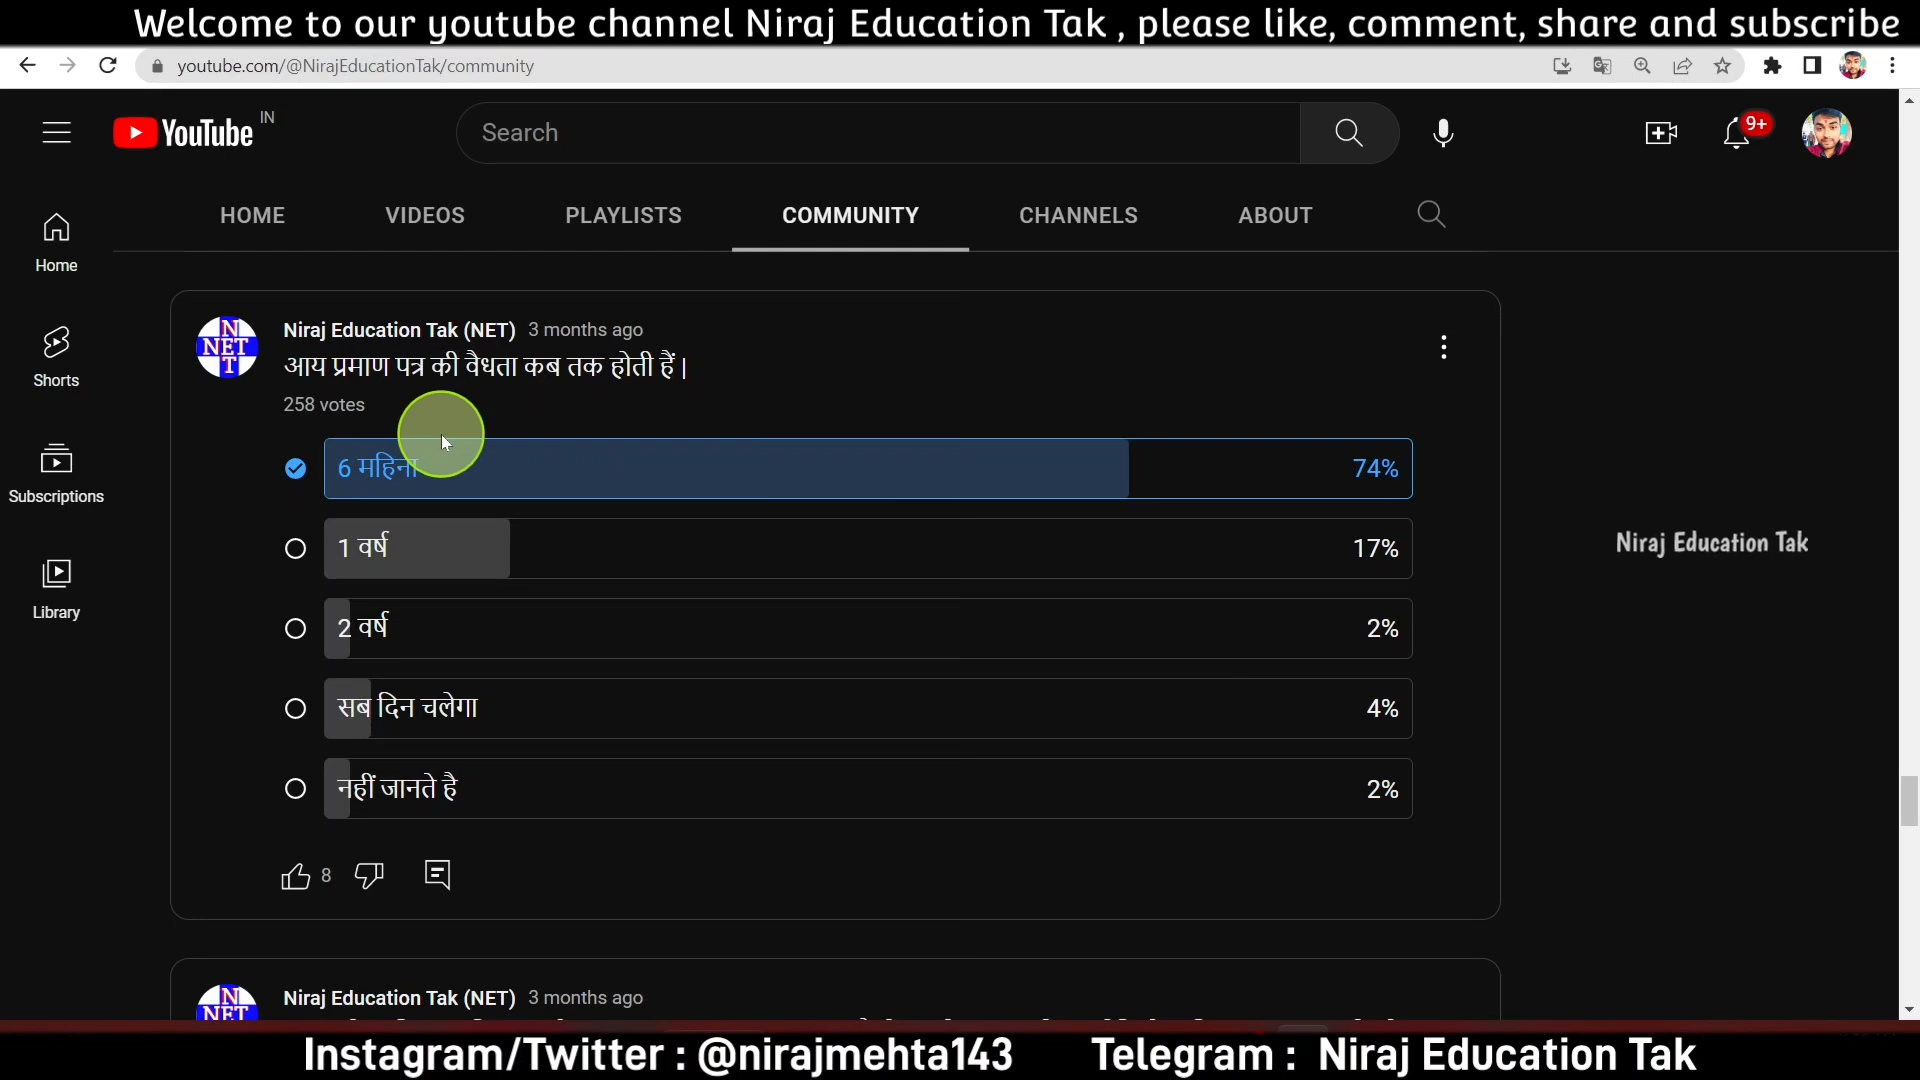 Welcome to our youtube channel Niraj Education Tak , please like, comment, share and subscribe
youtube.com/@NirajEducationTak/community
YouTube IN
Search
9+
HOME VIDEOS PLAYLISTS COMMUNITY CHANNELS ABOUT
Home
Shorts
Subscriptions
Library
N
NET
T
Niraj Education Tak (NET) 3 months ago
आय प्रमाण पत्र की वैधता कब तक होती हैं |
258 votes
6 महिना 74%
1 वर्ष 17%
2 वर्ष 2%
सब दिन चलेगा 4%
नहीं जानते है 2%
8
Niraj Education Tak
N
NET
Niraj Education Tak (NET) 3 months ago
Instagram/Twitter : @nirajmehta143 Telegram : Niraj Education Tak